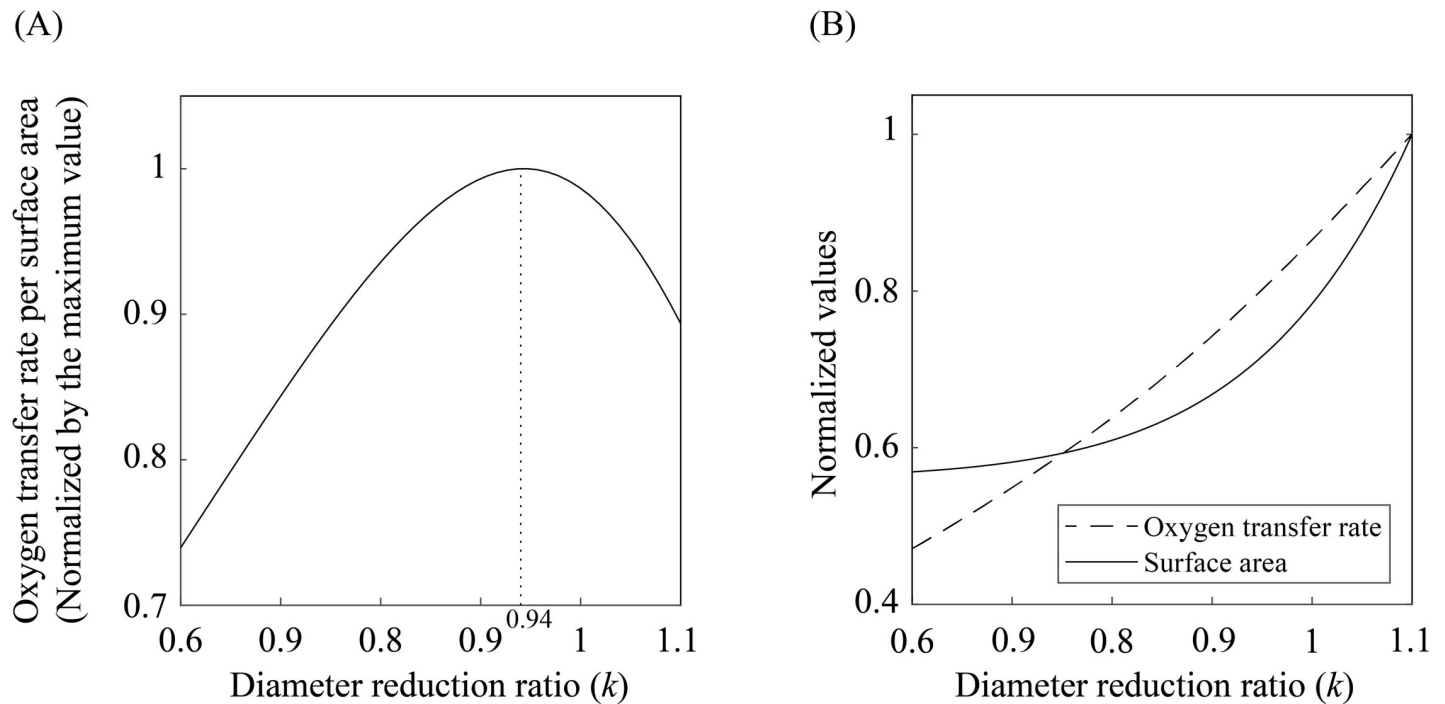 (A)
Oxygen transfer rate per surface area
(Normalized by the maximum value)
1
0.9
0.8
0.7
0.6
0.9
0.8
0.9
0.94
1
1.1
Diameter reduction ratio (k)
(B)
Normalized values
1
0.8
0.6
0.4
Oxygen transfer rate
Surface area
0.6
0.9
0.8
0.9
1
1.1
Diameter reduction ratio (k)